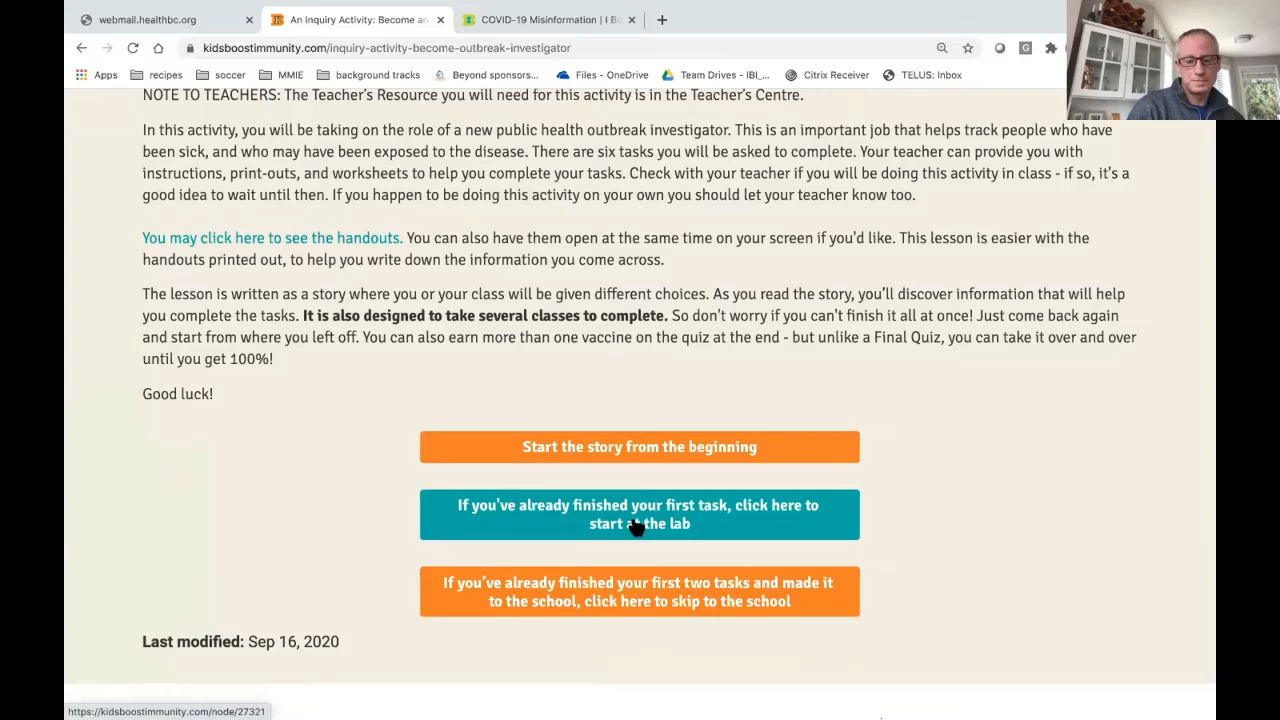 webmail.healthbc.org
An Inquiry Activity: Become an
COVID-19 Misinformation | I Bo
kidsboostimmunity.com/inquiry-activity-become-outbreak-investigator
Apps
recipes
soccer
MMIE
background tracks
Beyond sponsors...
Files - OneDrive
Team Drives - IBI_...
Citrix Receiver
TELUS: Inbox
NOTE TO TEACHERS: The Teacher's Resource you will need for this activity is in the Teacher's Centre.
In this activity, you will be taking on the role of a new public health outbreak investigator. This is an important job that helps track people who have
been sick, and who may have been exposed to the disease. There are six tasks you will be asked to complete. Your teacher can provide you with
instructions, print-outs, and worksheets to help you complete your tasks. Check with your teacher if you will be doing this activity in class - if so, it's a
good idea to wait until then. If you happen to be doing this activity on your own you should let your teacher know too.
You may click here to see the handouts. You can also have them open at the same time on your screen if you'd like. This lesson is easier with the
handouts printed out, to help you write down the information you come across.
The lesson is written as a story where you or your class will be given different choices. As you read the story, you'll discover information that will help
you complete the tasks. It is also designed to take several classes to complete. So don't worry if you can't finish it all at once! Just come back again
and start from where you left off. You can also earn more than one vaccine on the quiz at the end - but unlike a Final Quiz, you can take it over and over
until you get 100%!
Good luck!
Start the story from the beginning
If you've already finished your first task, click here to
start at the lab
If you've already finished your first two tasks and made it
to the school, click here to skip to the school
Last modified: Sep 16, 2020
https://kidsboostimmunity.com/node/27321